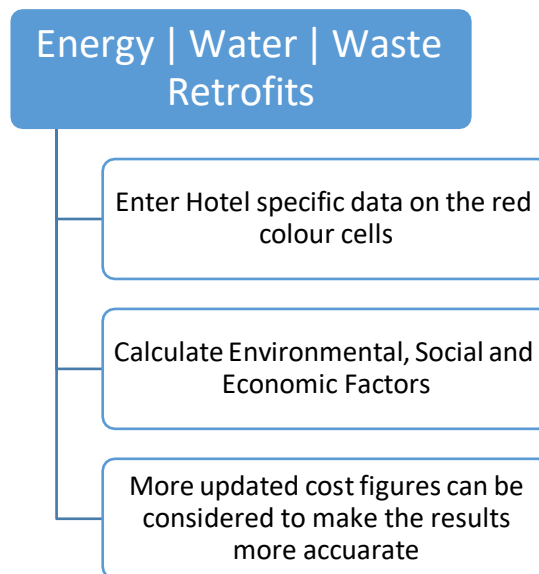 Energy | Water | Waste
Retrofits
Enter Hotel specific data on the red
colour cells
Calculate Environmental, Social and
Economic Factors
More updated cost figures can be
considered to make the results
more accuarate